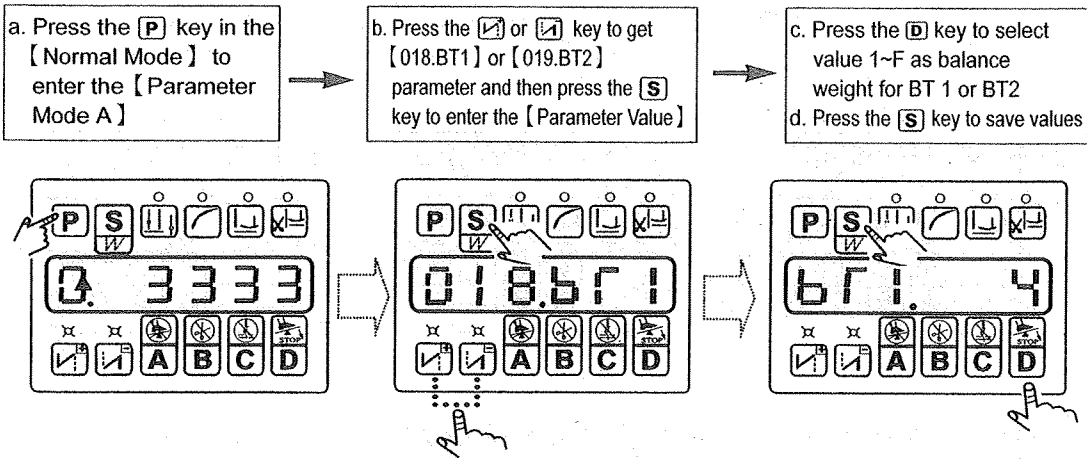 a. Press the P key in the
【Normal Mode】 to
enter the【Parameter
Mode A】
b. Press the or key to get
【018.BT1】or【019.BT2】
parameter and then press the S
key to enter the【Parameter Value】
c. Press the D key to select
value 1~F as balance
weight for BT 1 or BT2
d. Press the S key to save values
P S
W
0. 3333
STOP
A B C D
P S
W
018.bT1
STOP
A B C D
P S
W
bT1. 4
STOP
A B C D